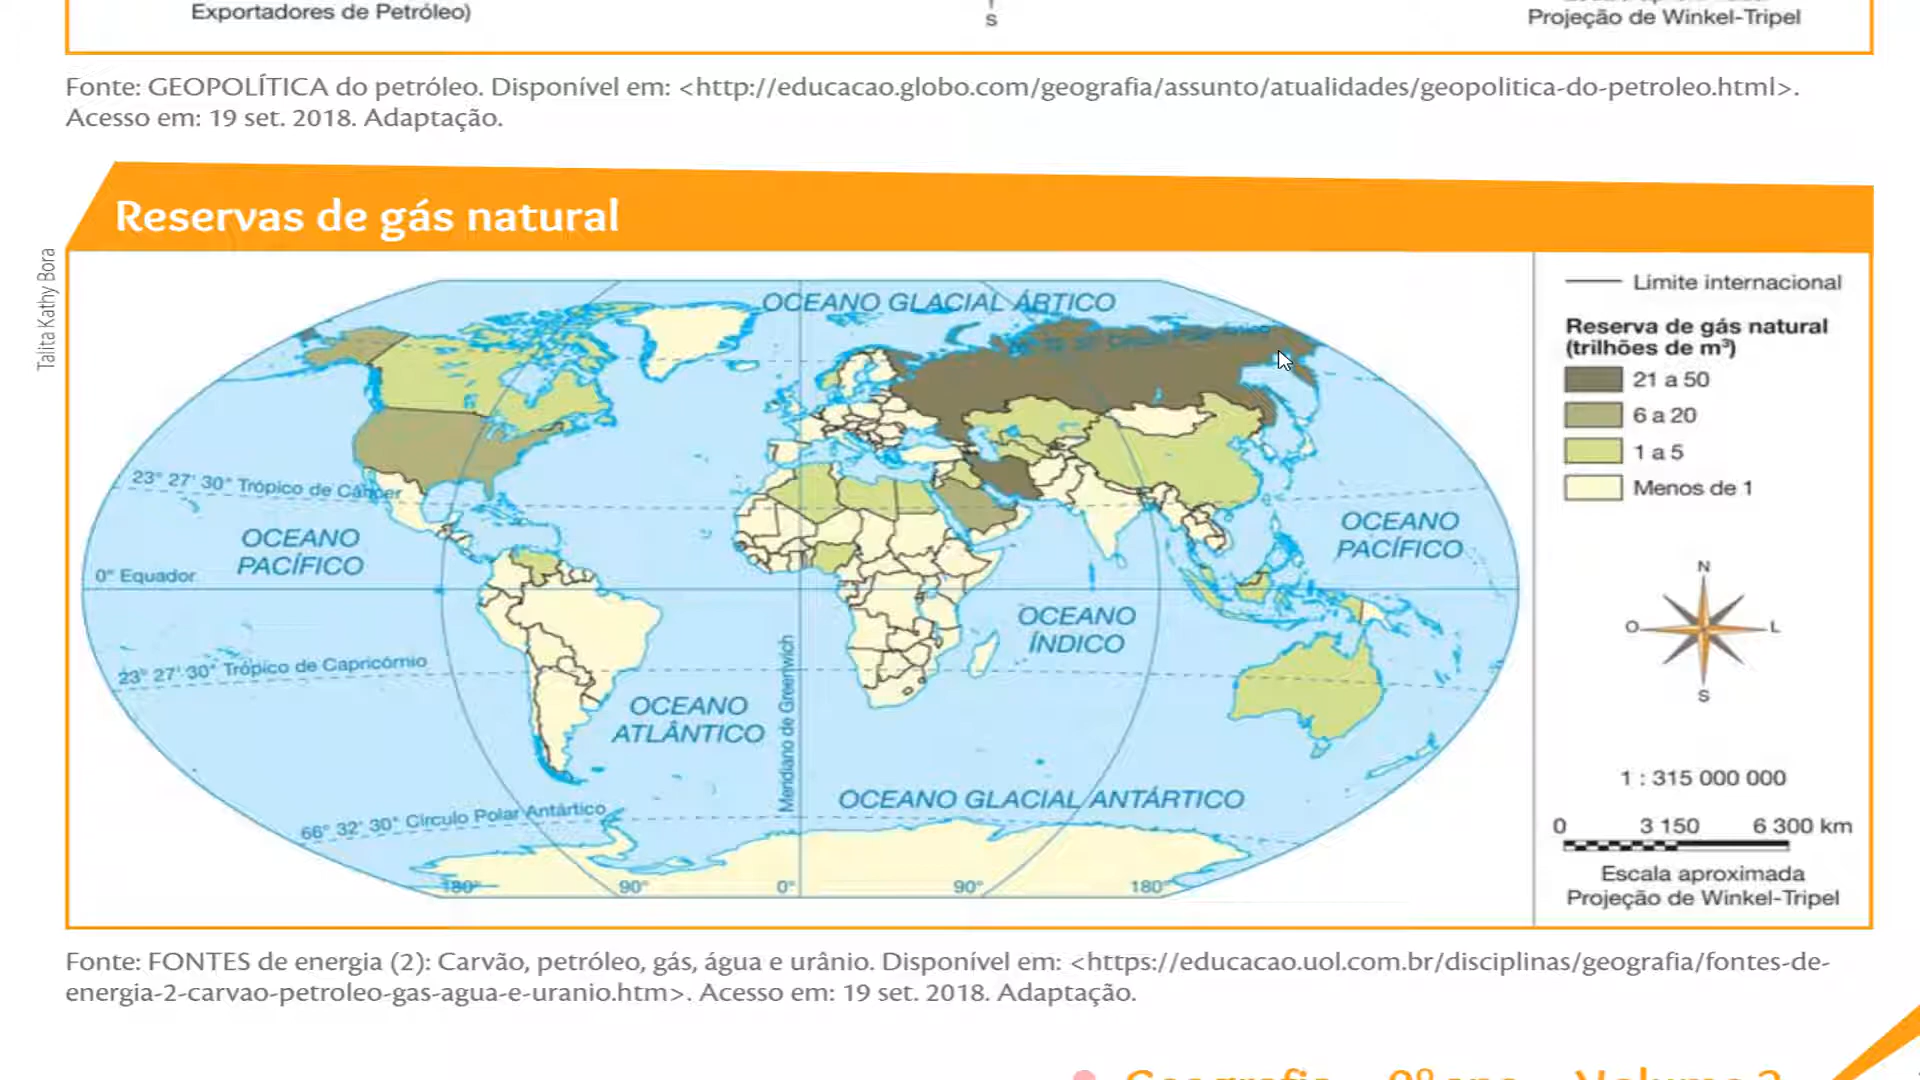 Exportadores de Petróleo)
S
Projeção de Winkel-Tripel
Fonte: GEOPOLÍTICA do petróleo. Disponível em: <http://educacao.globo.com/geografia/assunto/atualidades/geopolitica-do-petroleo.html>.
Acesso em: 19 set. 2018. Adaptação.
Reservas de gás natural
Talita Kathy Bora
OCEANO GLACIAL ÁRTICO
23° 27' 30" Trópico de Câncer
OCEANO
PACÍFICO
0° Equador
OCEANO
PACÍFICO
OCEANO
ÍNDICO
23° 27' 30" Trópico de Capricórnio
OCEANO
ATLÂNTICO
Meridiano de Greenwich
OCEANO GLACIAL ANTÁRTICO
66° 32' 30" Círculo Polar Antártico
180°
90°
0°
90°
180°
Limite internacional
Reserva de gás natural
(trilhões de m³)
21 a 50
6 a 20
1 a 5
Menos de 1
N
O
L
S
1 : 315 000 000
0 3 150 6 300 km
Escala aproximada
Projeção de Winkel-Tripel
Fonte: FONTES de energia (2): Carvão, petróleo, gás, água e urânio. Disponível em: <https://educacao.uol.com.br/disciplinas/geografia/fontes-de-
energia-2-carvao-petroleo-gas-agua-e-uranio.htm>. Acesso em: 19 set. 2018. Adaptação.